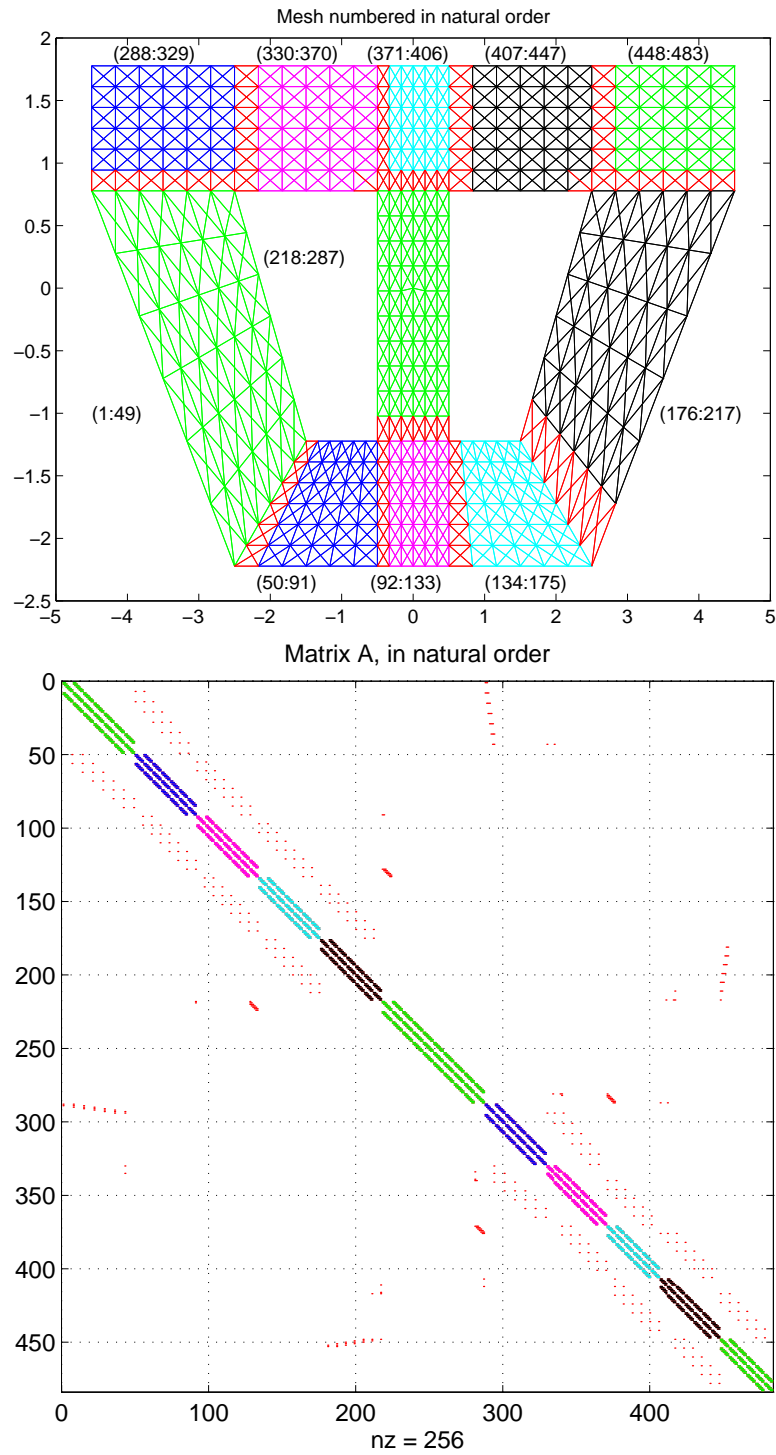 Mesh numbered in natural order
2
(288:329) (330:370) (371:406) (407:447) (448:483)
1.5
1
0.5
(218:287)
0
−0.5
(1:49) −1 (176:217)
−1.5
−2
(50:91) (92:133) (134:175)
−2.5
−5 −4 −3 −2 −1 0 1 2 3 4 5
Matrix A, in natural order
0
50
100
150
200
250
300
350
400
450
0 100 200 300 400
nz = 256